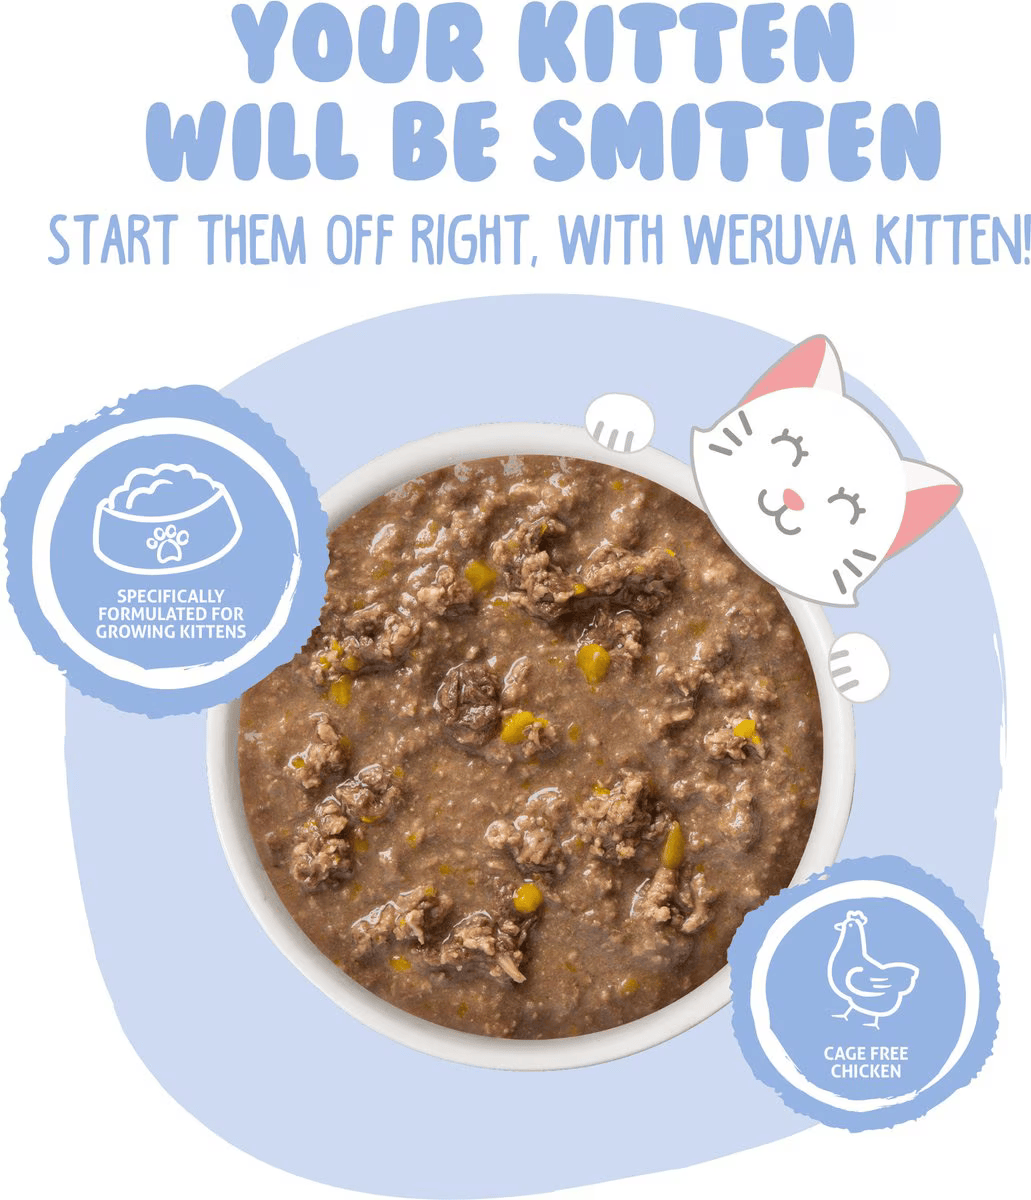 YOUR KITTEN
WILL BE SMITTEN
START THEM OFF RIGHT, WITH WERUVA KITTEN!
SPECIFICALLY
FORMULATED FOR
GROWING KITTENS
CAGE FREE
CHICKEN